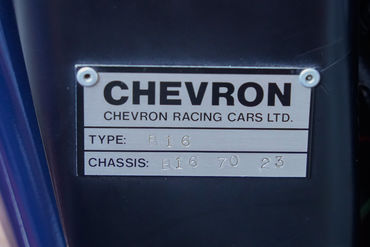 CHEVRON
CHEVRON RACING CARS LTD.
TYPE: B16
CHASSIS: B16 70 23